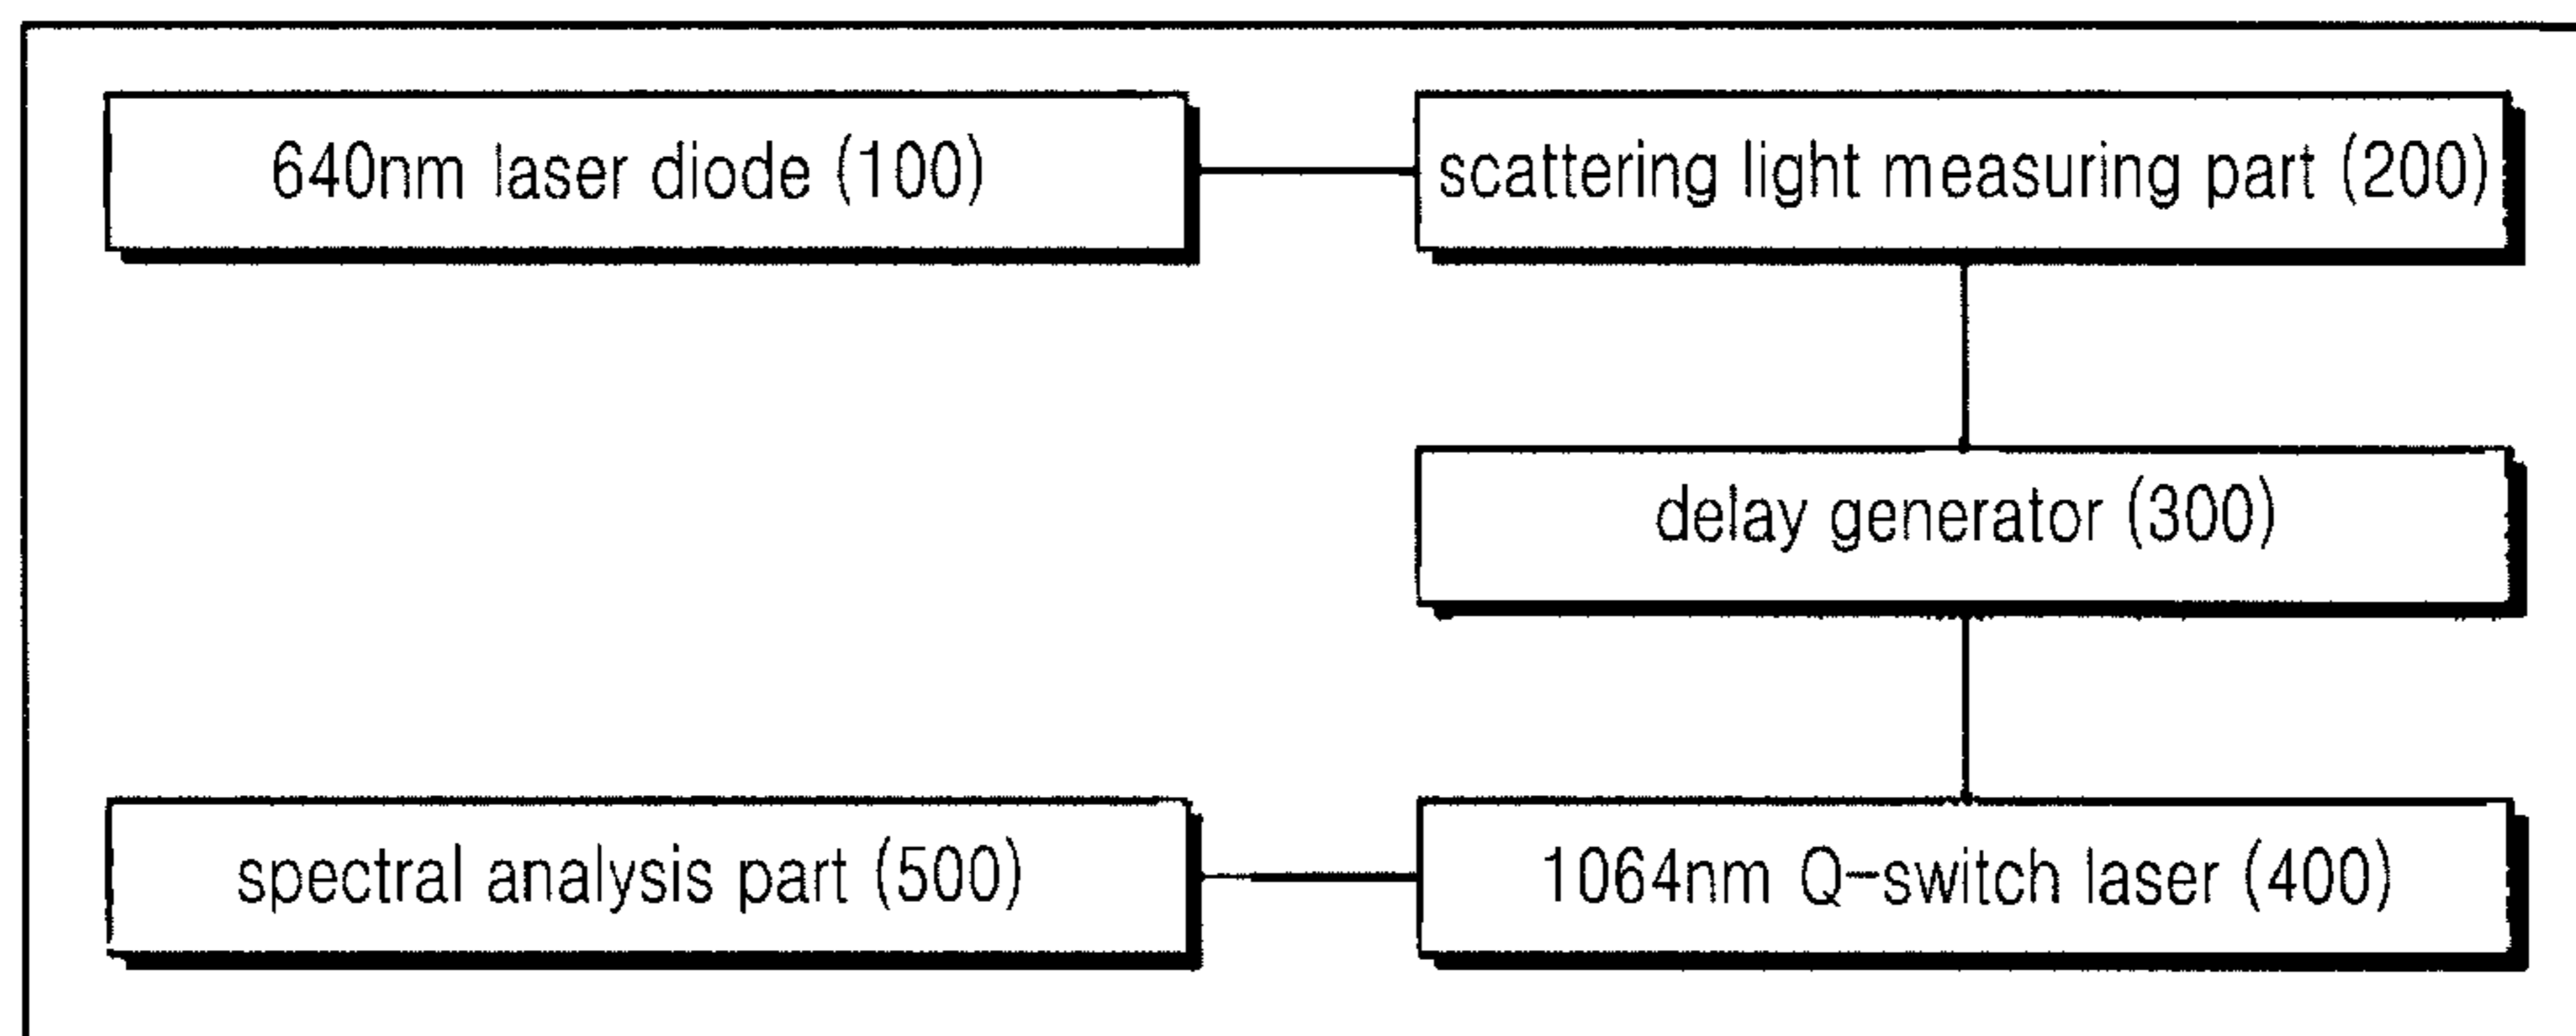 640nm laser diode (100)
scattering light measuring part (200)
delay generator (300)
spectral analysis part (500)
1064nm Q-switch laser (400)